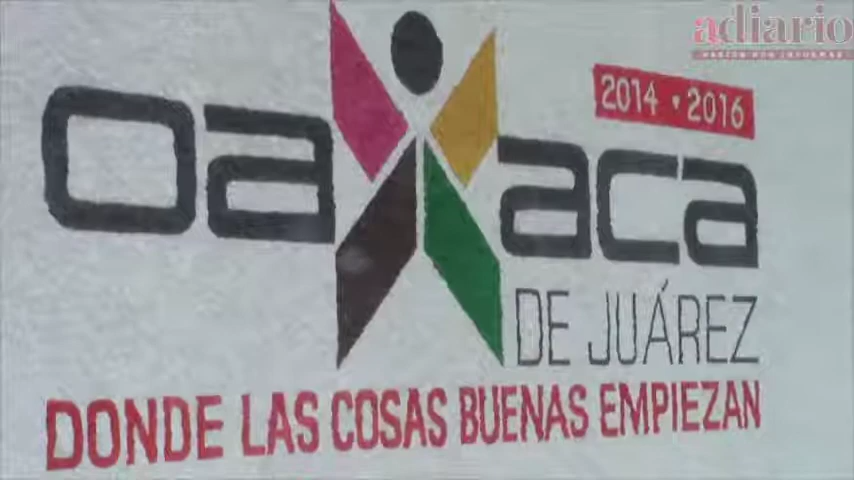 adiario
2014 · 2016
oaxaca
DE JUÁREZ
DONDE LAS COSAS BUENAS EMPIEZAN